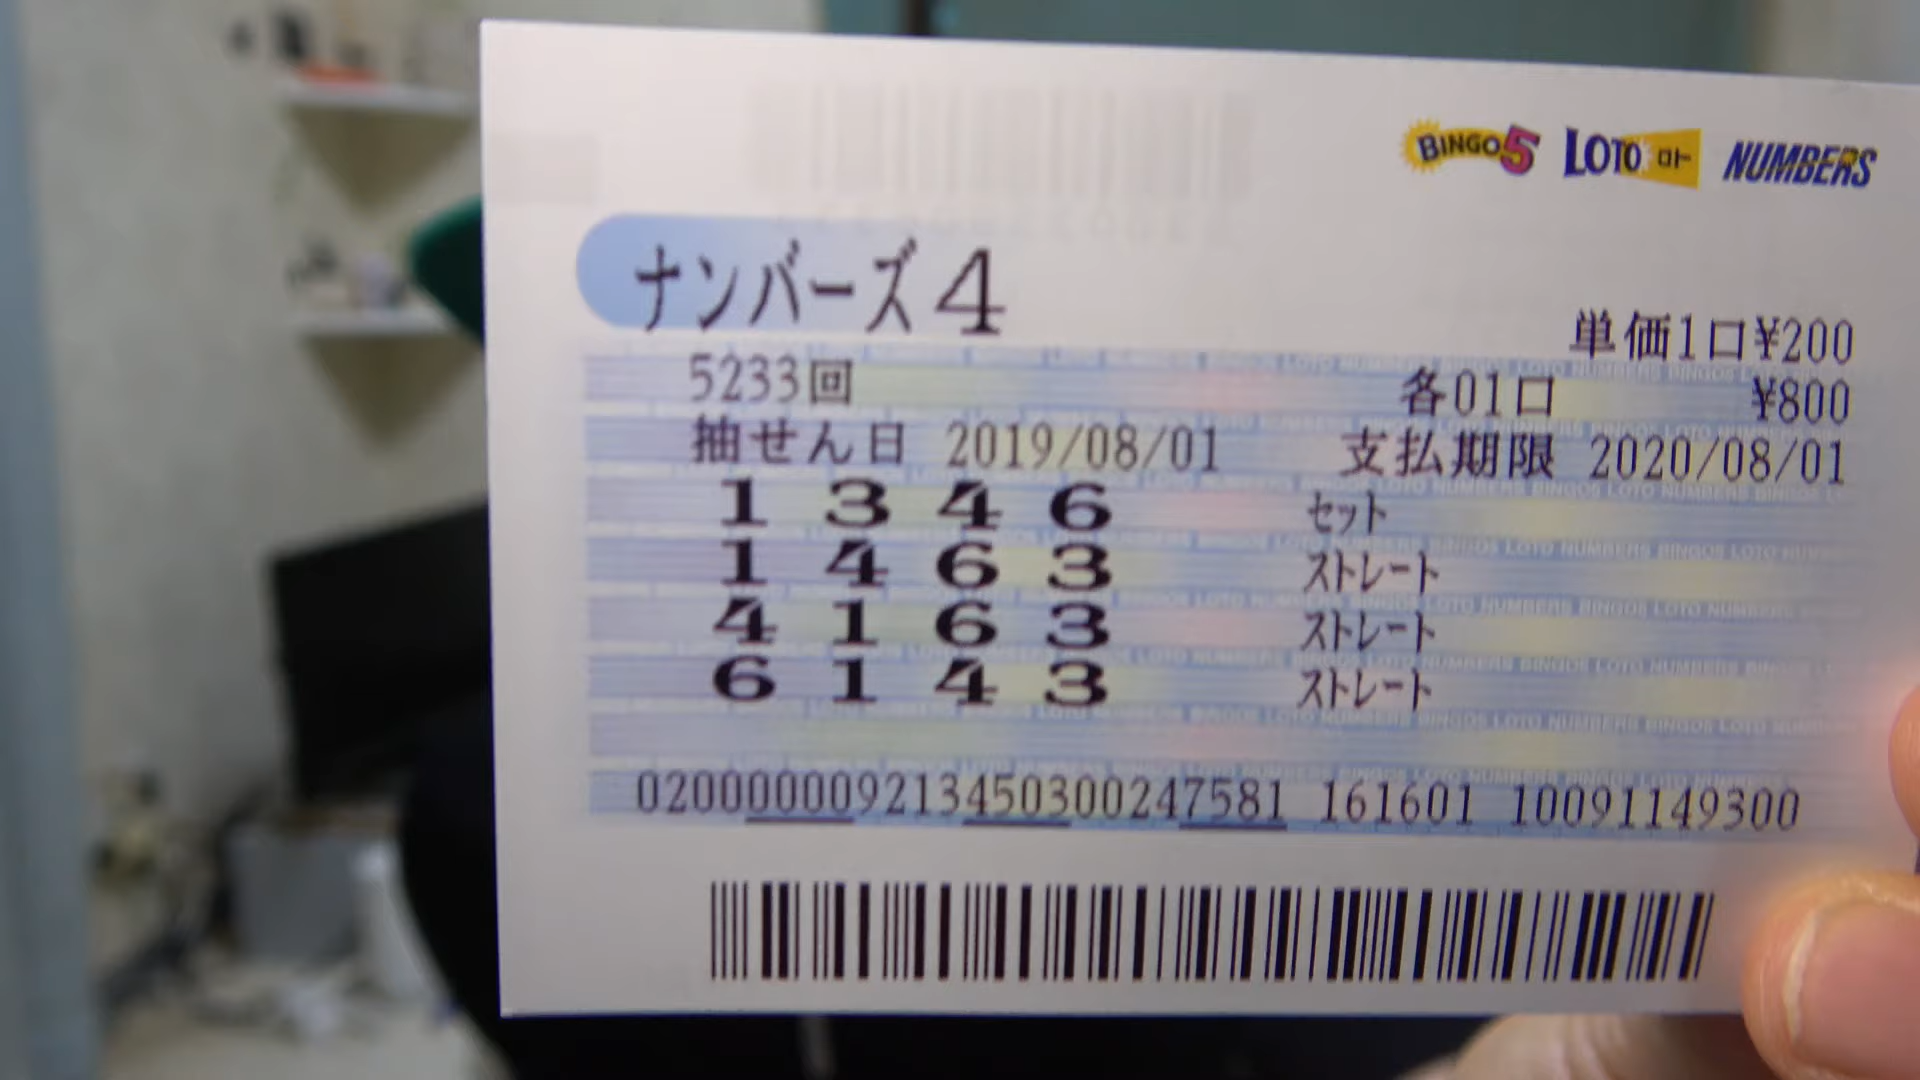 BINGO5 LOTO ロト NUMBERS
ナンバーズ4
単価1口¥200
5233回 各01口 ¥800
抽せん日 2019/08/01 支払期限 2020/08/01
1 3 4 6 セット
1 4 6 3 ストレート
4 1 6 3 ストレート
6 1 4 3 ストレート
020000009213450300247581 161601 10091149300